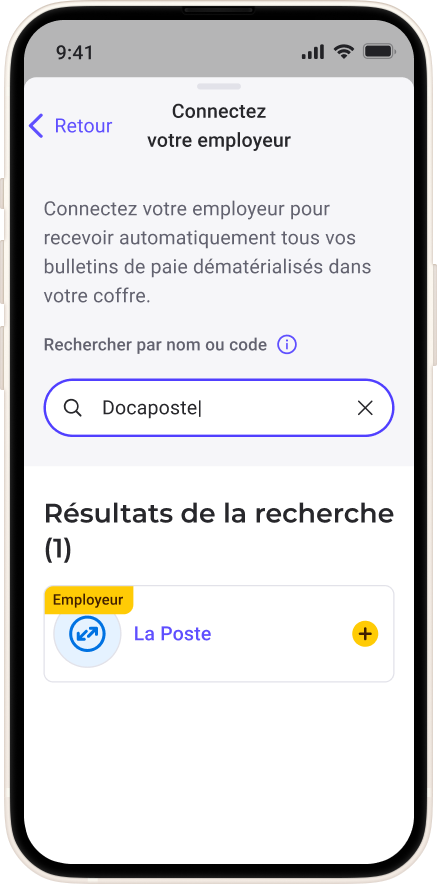 9:41
Retour
Connectez
votre employeur
Connectez votre employeur pour
recevoir automatiquement tous vos
bulletins de paie dématérialisés dans
votre coffre.
Rechercher par nom ou code
Docaposte
Résultats de la recherche
(1)
Employeur
La Poste